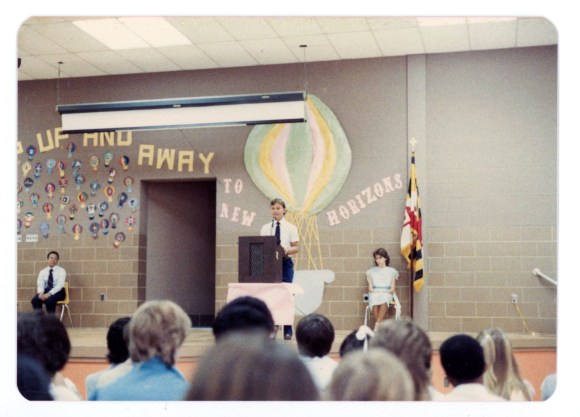 UP AND AWAY
TO NEW HORIZONS